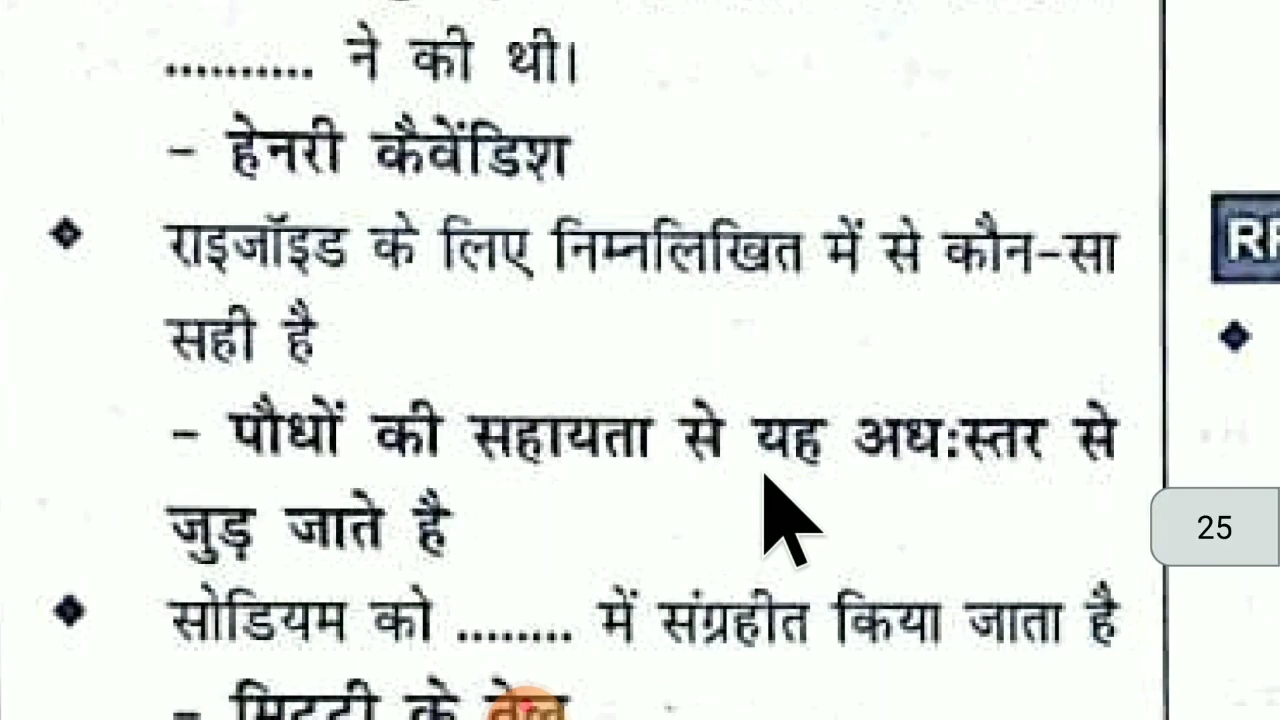 .......... ने की थी।
- हेनरी कैवेंडिश
❖ राइजॉइड के लिए निम्नलिखित में से कौन-सा
सही है
- पौधों की सहायता से यह अधःस्तर से
जुड़ जाते है
❖ सोडियम को ........ में संग्रहीत किया जाता है
- मिट्टी के तेल
25